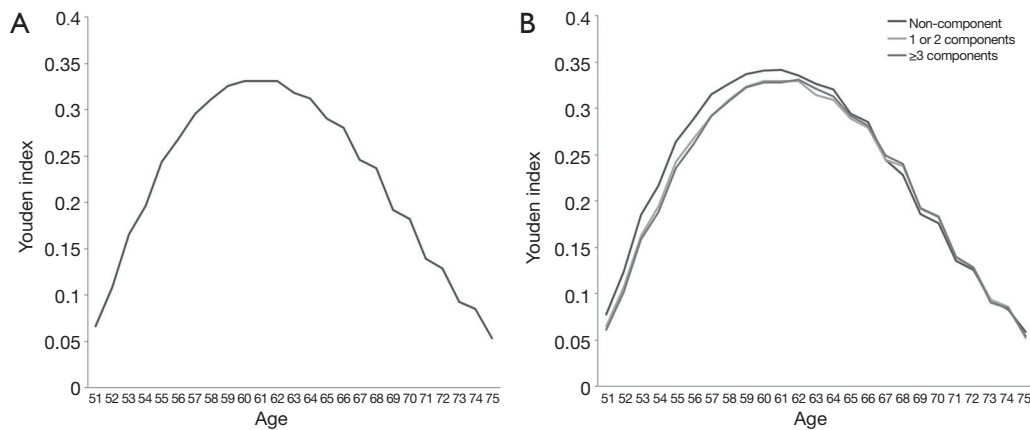 A
0.4
0.35
0.3
0.25
0.2
0.15
0.1
0.05
0
Youden index
51 52 53 54 55 56 57 58 59 60 61 62 63 64 65 66 67 68 69 70 71 72 73 74 75
Age
B
Non-component
1 or 2 components
≥3 components
0.4
0.35
0.3
0.25
0.2
0.15
0.1
0.05
0
Youden index
51 52 53 54 55 56 57 58 59 60 61 62 63 64 65 66 67 68 69 70 71 72 73 74 75
Age